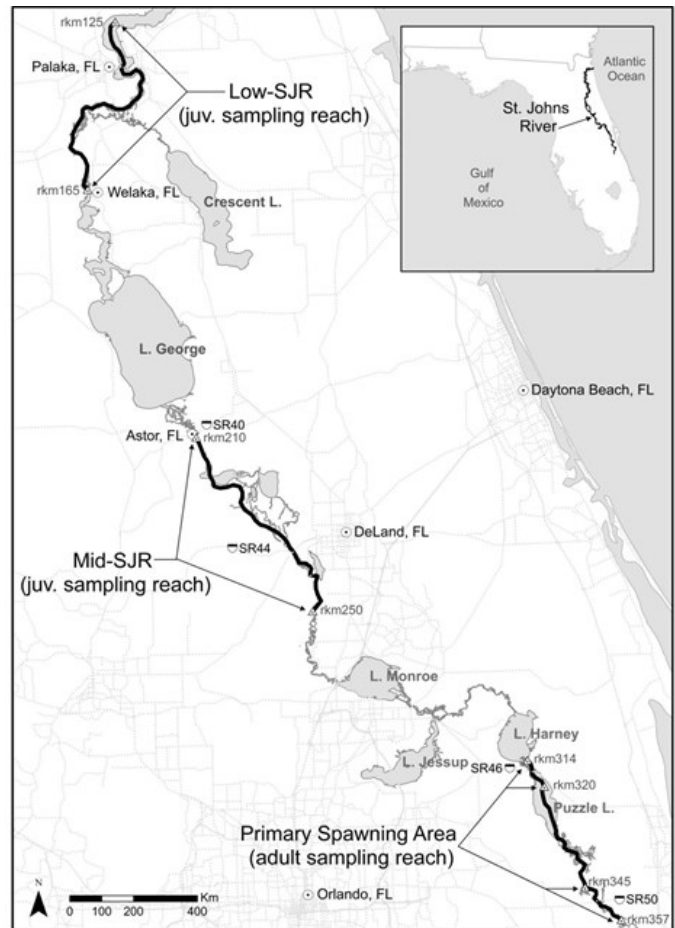 rkm125
Palaka, FL
Low-SJR
(juv. sampling reach)
rkm165
Welaka, FL
Crescent L.
Atlantic
Ocean
St. Johns
River
Gulf
of
Mexico
L. George
Daytona Beach, FL
SR40
Astor, FL
rkm210
DeLand, FL
SR44
Mid-SJR
(juv. sampling reach)
rkm250
L. Monroe
L. Harney
L. Jessup
SR46
rkm314
rkm320
Puzzle L.
Primary Spawning Area
(adult sampling reach)
rkm345
SR50
rkm357
Orlando, FL
N
Km
0 100 200 400